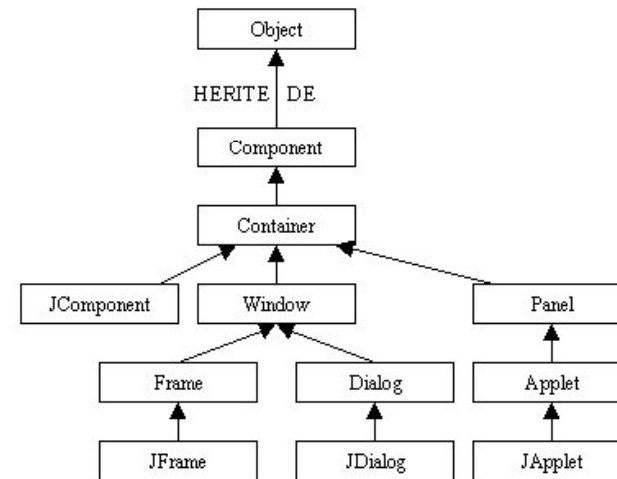 Object
HERITE DE
Component
Container
JComponent Window Panel
Frame Dialog Applet
JFrame JDialog JApplet